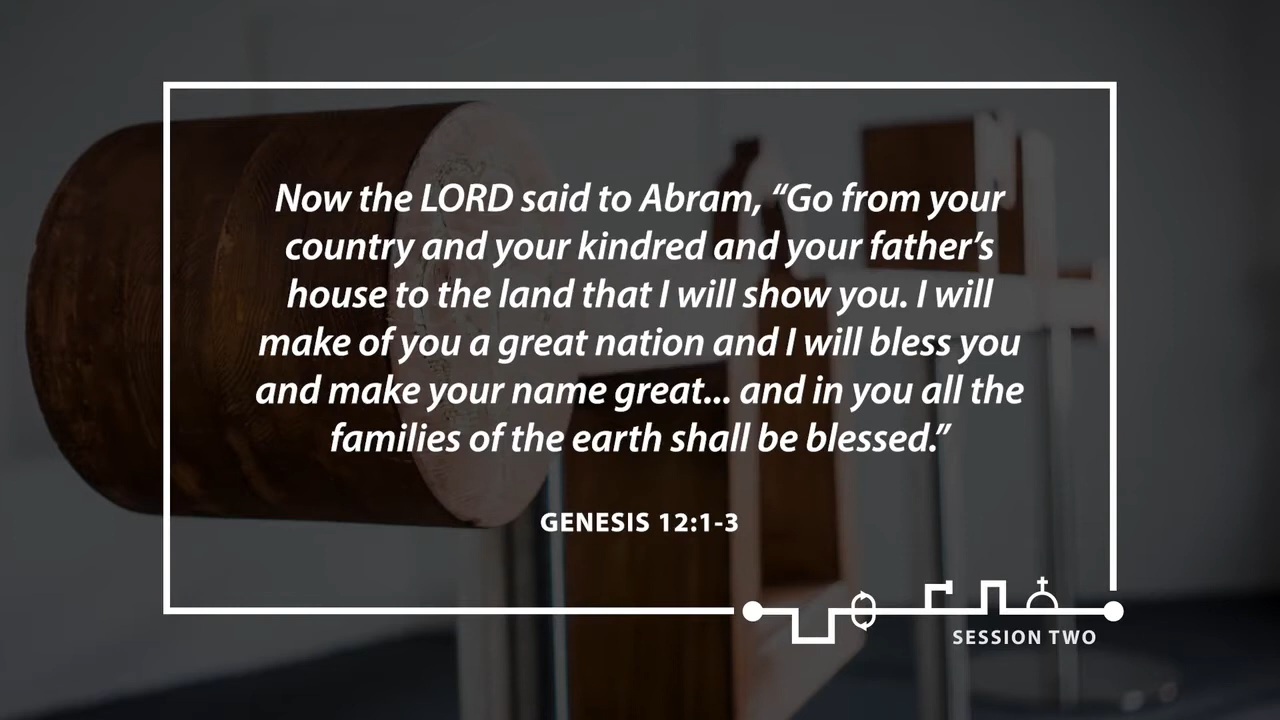 Now the LORD said to Abram, “Go from your
country and your kindred and your father’s
house to the land that I will show you. I will
make of you a great nation and I will bless you
and make your name great... and in you all the
families of the earth shall be blessed.”
GENESIS 12:1-3
SESSION TWO